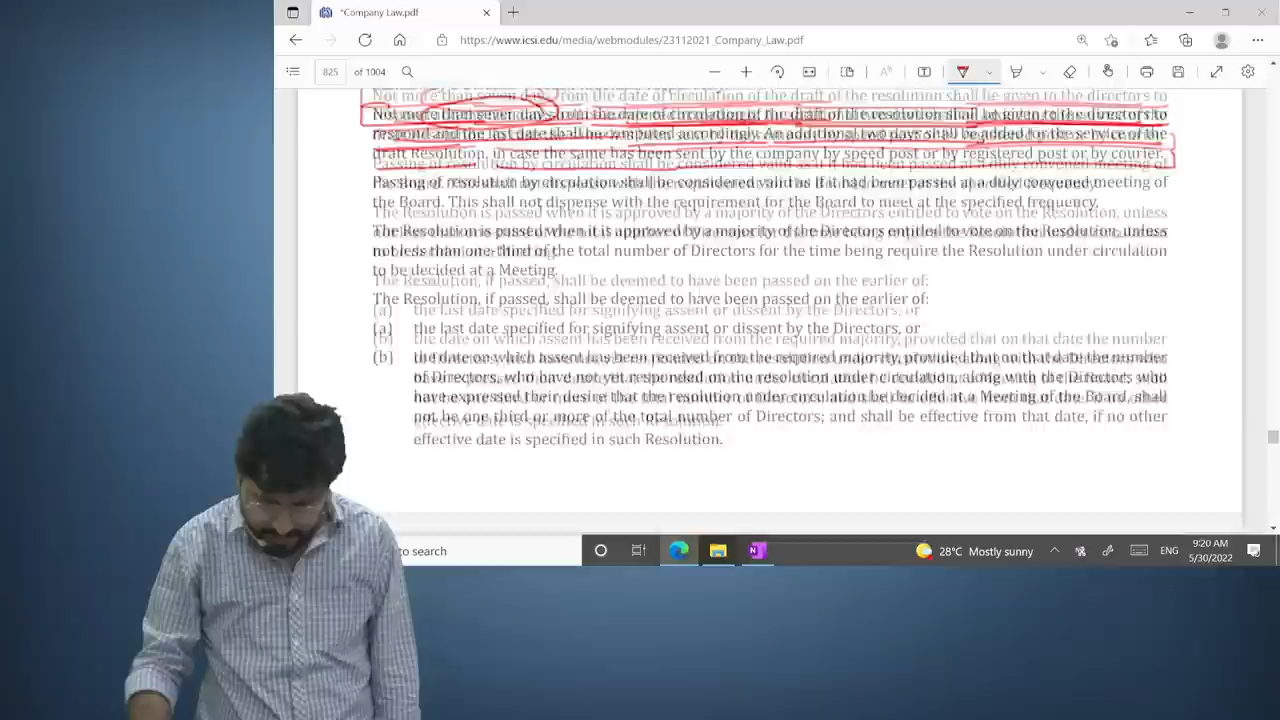 *Company Law.pdf
https://www.icsi.edu/media/webmodules/23112021_Company_Law.pdf
825 of 1004
Not more than seven days from the date of circulation of the draft of the resolution shall be given to the directors to
respond and the last date shall be computed accordingly. An additional two days shall be added for the service of the
draft Resolution, in case the same has been sent by the company by speed post or by registered post or by courier.
Passing of resolution by circulation shall be considered valid as if it had been passed at a duly convened meeting of
the Board. This shall not dispense with the requirement for the Board to meet at the specified frequency.
The Resolution is passed when it is approved by a majority of the Directors entitled to vote on the Resolution, unless
not less than one-third of the total number of Directors for the time being require the Resolution under circulation
to be decided at a Meeting.
The Resolution, if passed, shall be deemed to have been passed on the earlier of:
(a) the last date specified for signifying assent or dissent by the Directors, or
(b) the date on which assent has been received from the required majority, provided that on that date the number
of Directors, who have not yet responded on the resolution under circulation, along with the Directors who
have expressed their desire that the resolution under circulation be decided at a Meeting of the Board, shall
not be one third or more of the total number of Directors; and shall be effective from that date, if no other
effective date is specified in such Resolution.
to search
28°C Mostly sunny
ENG
9:20 AM
5/30/2022